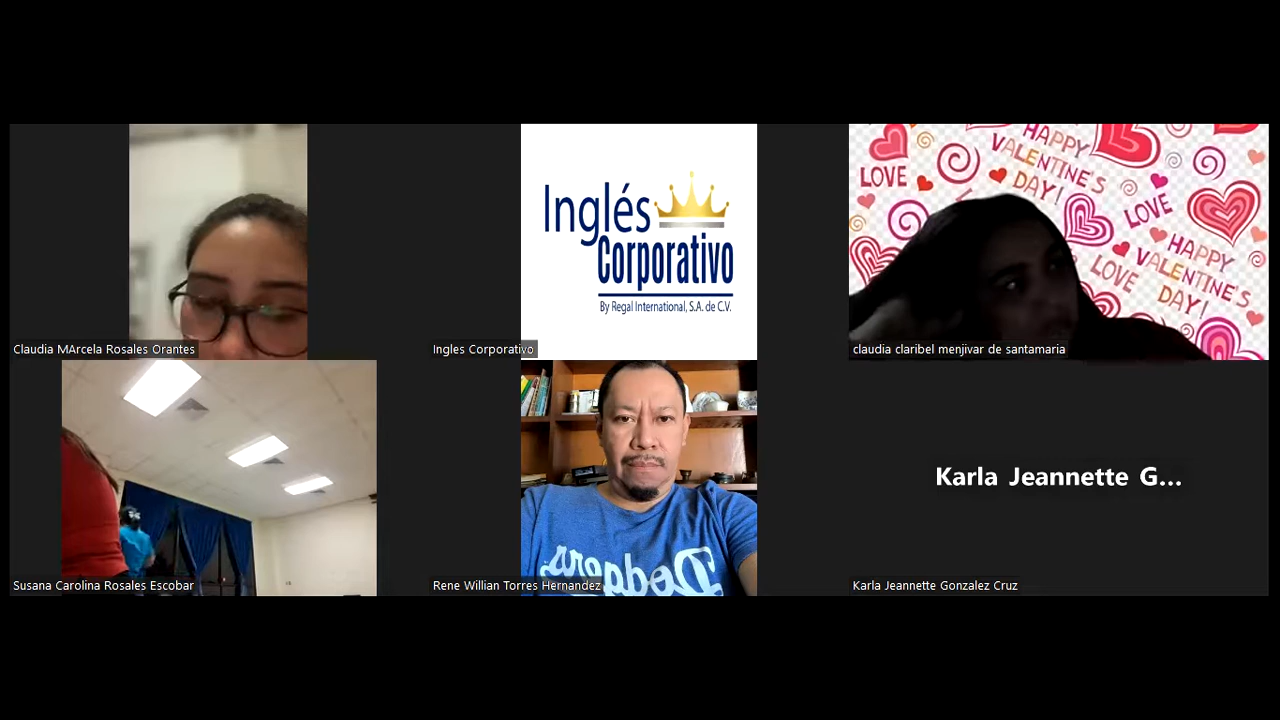 Inglés
Corporativo
By Regal International, S.A. de C.V.
HAPPY
VALENTINE'S
DAY!
LOVE
LOVE
HAPPY
VALENTINE'S
DAY!
LOVE
Claudia MArcela Rosales Orantes
Ingles Corporativo
claudia claribel menjivar de santamaria
Dodgers
Karla Jeannette G...
Susana Carolina Rosales Escobar
Rene Willian Torres Hernandez
Karla Jeannette Gonzalez Cruz